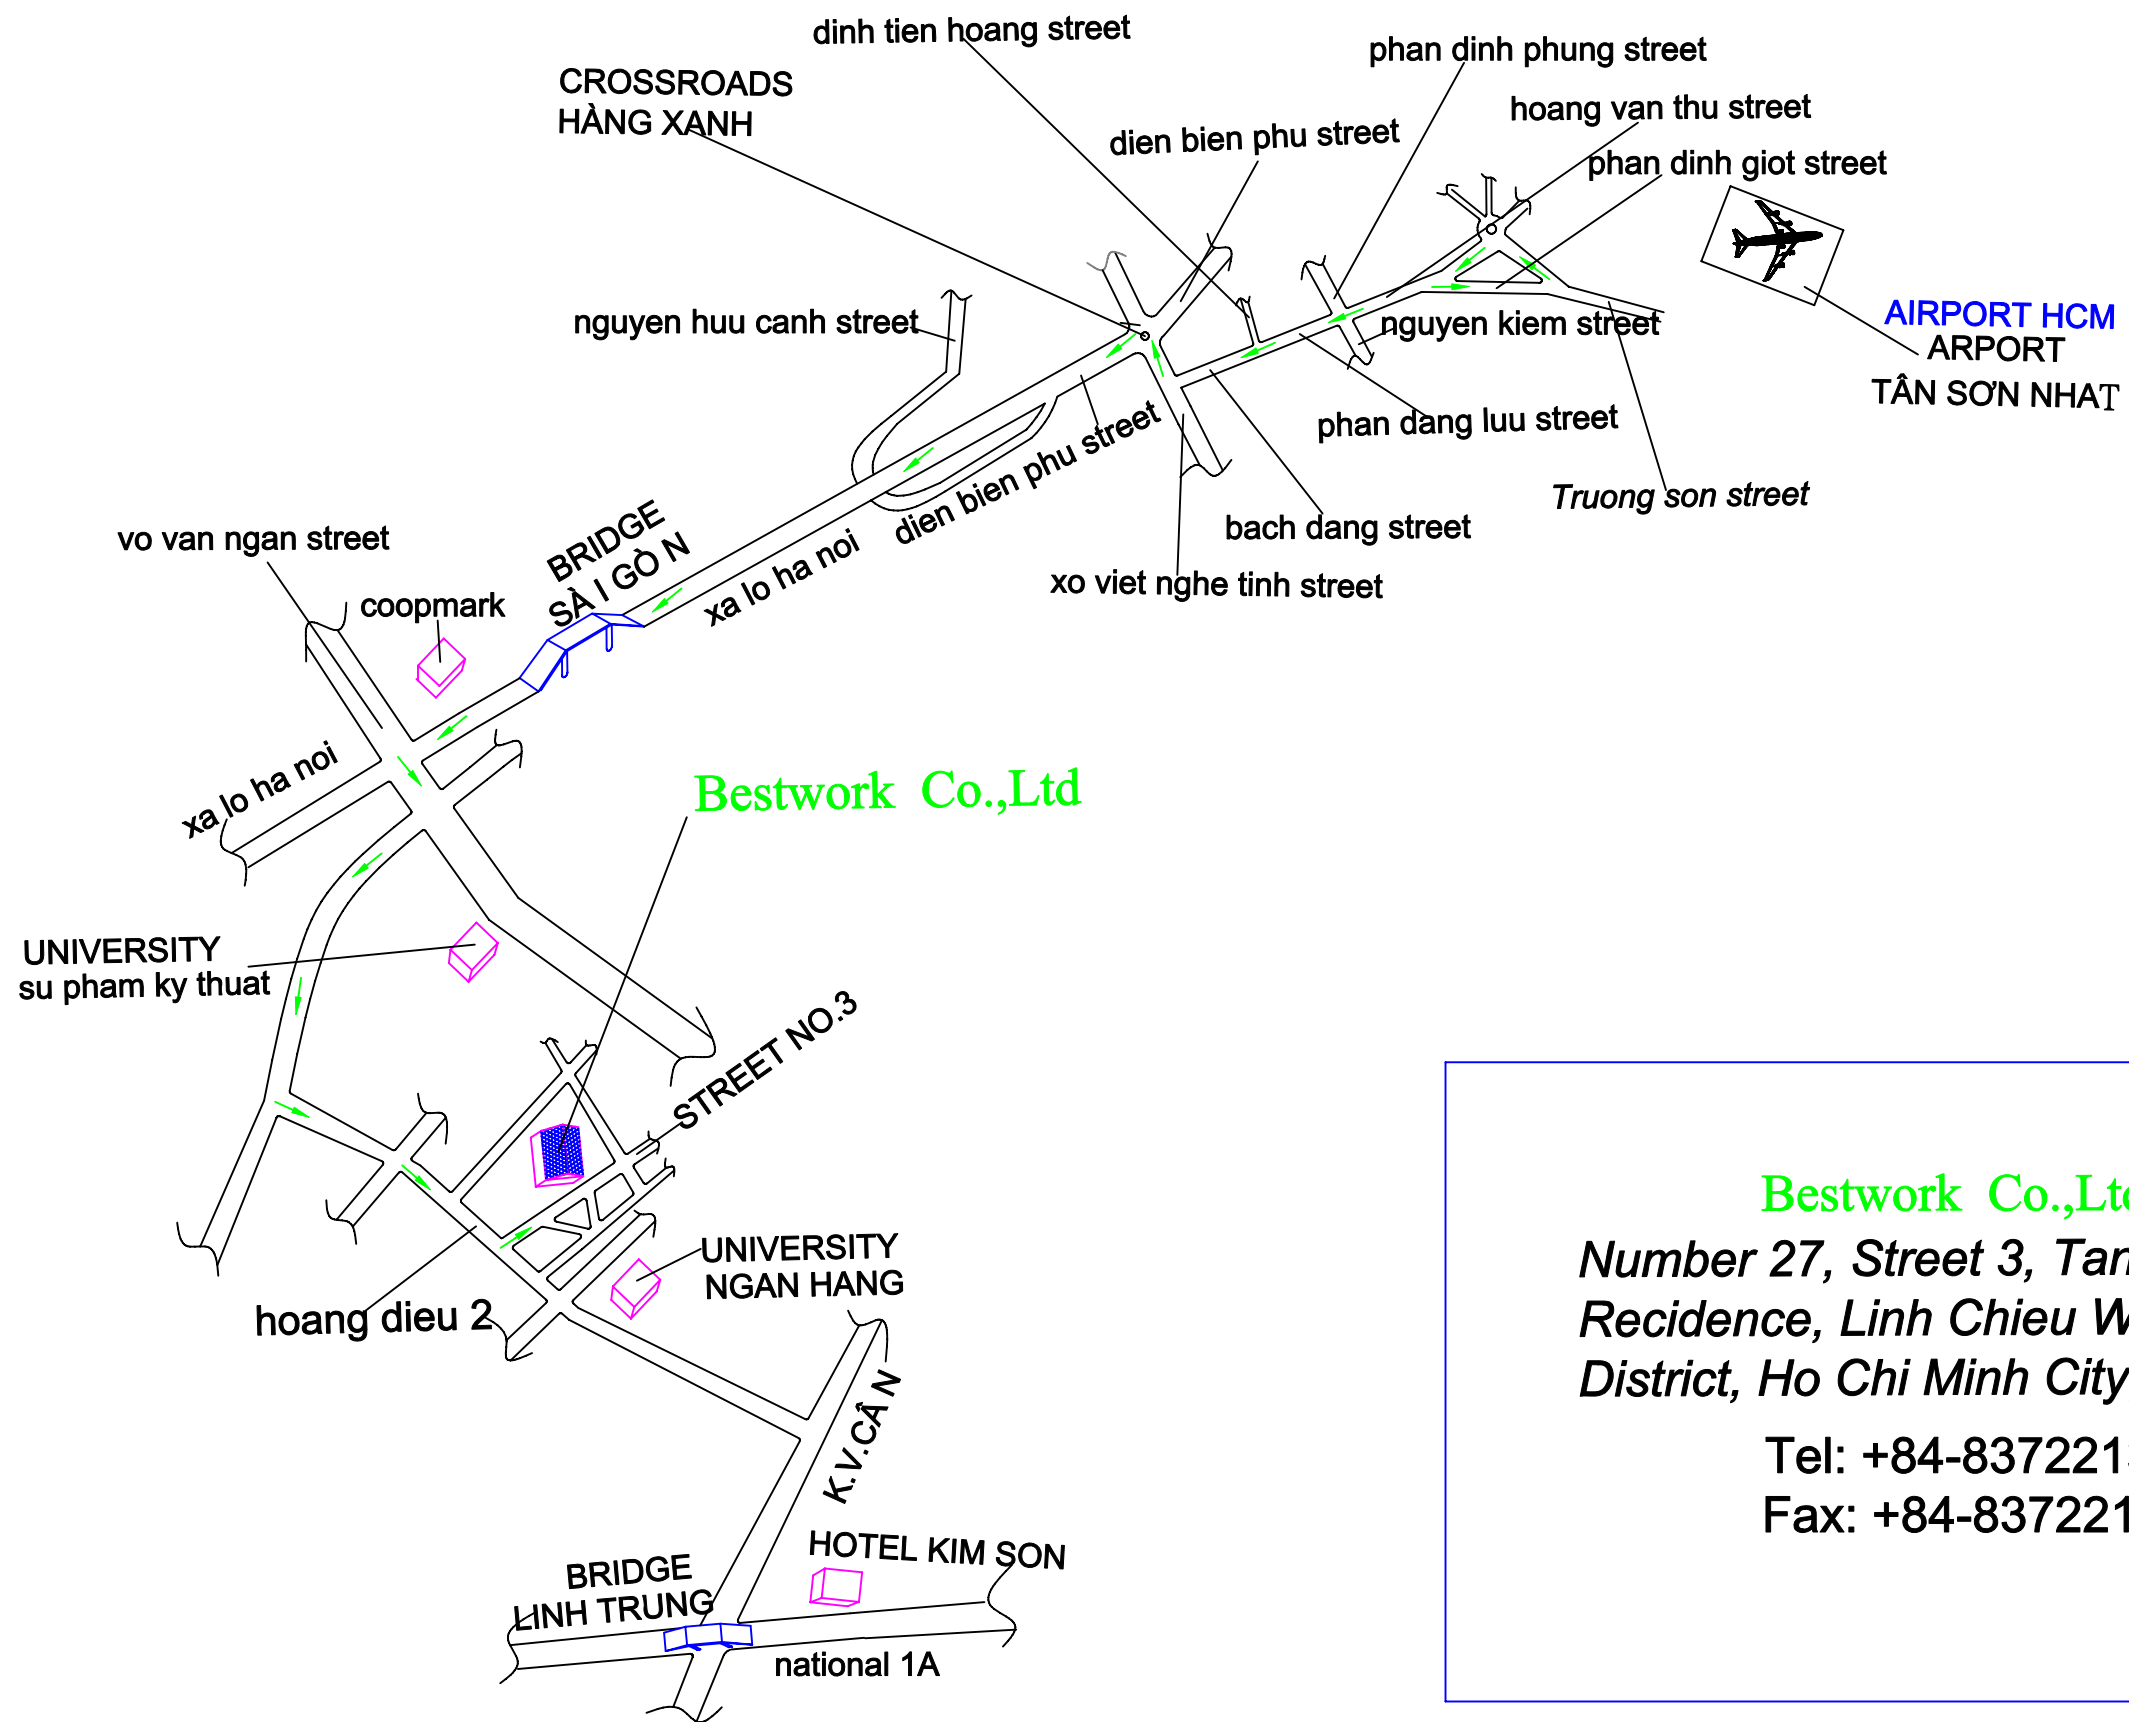 dinh tien hoang street
phan dinh phung street
CROSSROADS
HÀNG XANH
hoang van thu street
dien bien phu street
phan dinh giot street
nguyen huu canh street
nguyen kiem street
AIRPORT HCM
ARPORT
TÂN SƠN NHAT
phan dang luu street
dien bien phu street
Truong son street
bach dang street
xo viet nghe tinh street
vo van ngan street
BRIDGE
SÀ I GÒ N
xa lo ha noi
coopmark
xa lo ha noi
Bestwork Co.,Ltd
UNIVERSITY
su pham ky thuat
STREET NO.3
UNIVERSITY
NGAN HANG
hoang dieu 2
K.V.CÂ N
HOTEL KIM SON
BRIDGE
LINH TRUNG
national 1A
Bestwork Co.,Lt
Number 27, Street 3,
Recidence, Linh Chieu
District, Ho Chi Minh City
Tel: +84-837221
Fax: +84-837221